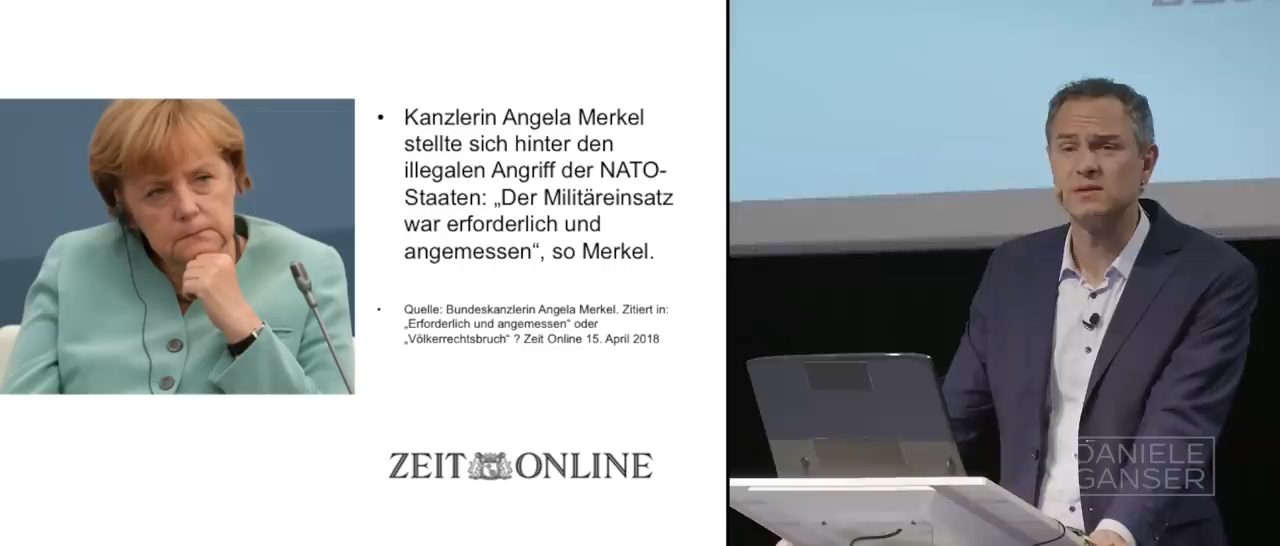 • Kanzlerin Angela Merkel
stellte sich hinter den
illegalen Angriff der NATO-
Staaten: „Der Militäreinsatz
war erforderlich und
angemessen“, so Merkel.
• Quelle: Bundeskanzlerin Angela Merkel. Zitiert in:
„Erforderlich und angemessen“ oder
„Völkerrechtsbruch“ ? Zeit Online 15. April 2018
ZEIT ONLINE
DANIELE
GANSER